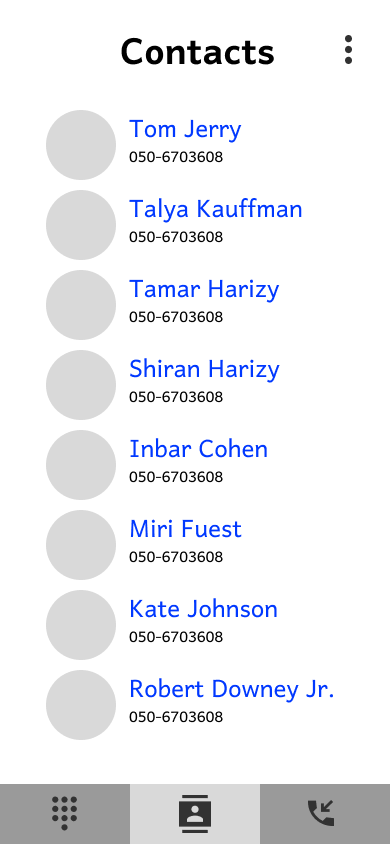 Contacts
Tom Jerry
050-6703608
Talya Kauffman
050-6703608
Tamar Harizy
050-6703608
Shiran Harizy
050-6703608
Inbar Cohen
050-6703608
Miri Fuest
050-6703608
Kate Johnson
050-6703608
Robert Downey Jr.
050-6703608